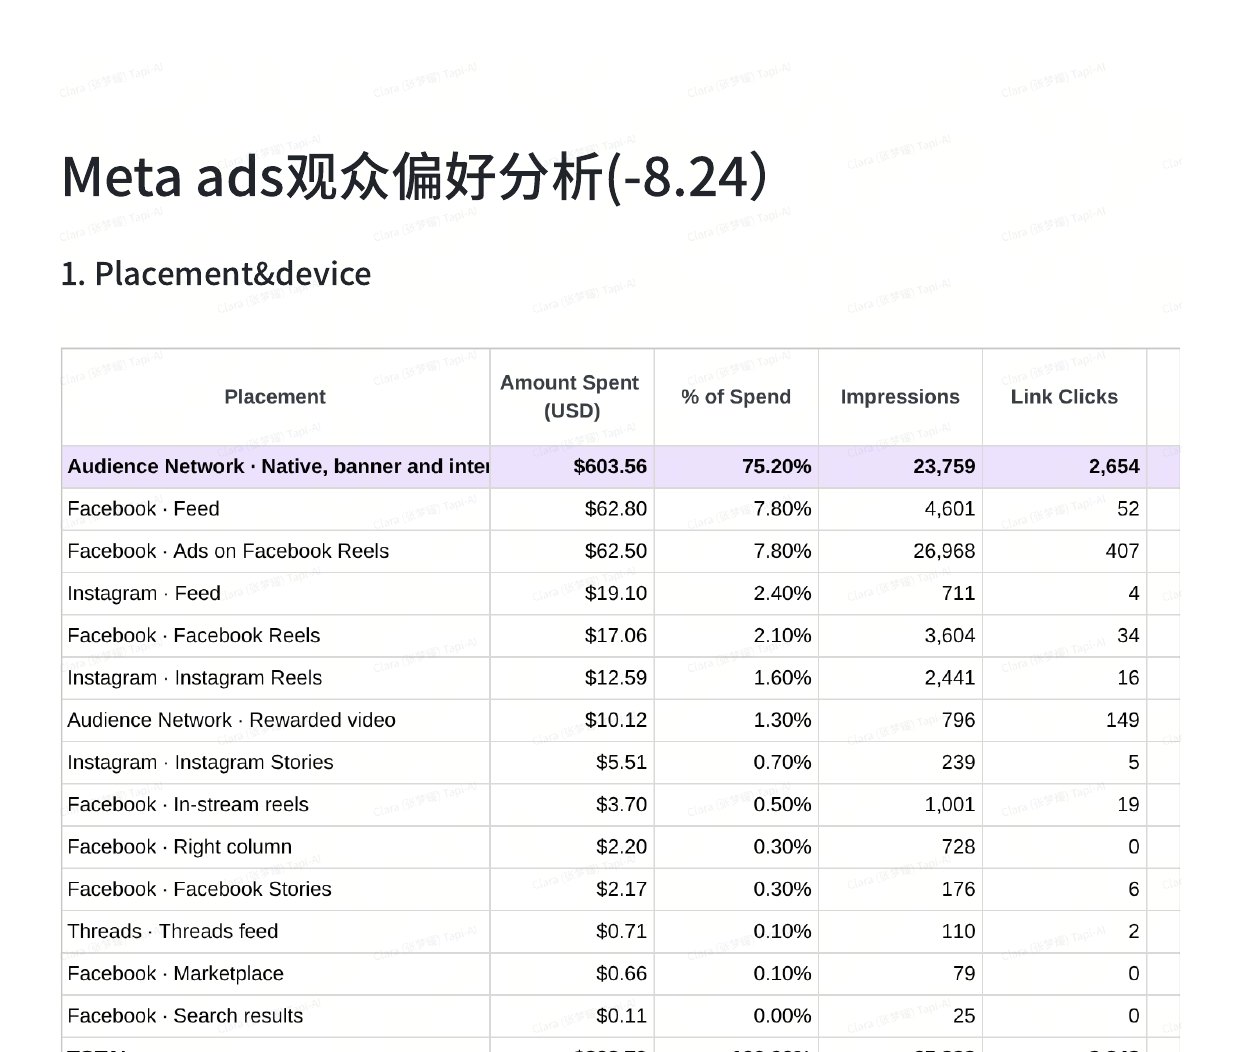 Meta ads观众偏好分析(-8.24）
1. Placement&device
Placement Amount Spent (USD) % of Spend Impressions Link Clicks
Audience Network · Native, banner and inter $603.56 75.20% 23,759 2,654
Facebook · Feed $62.80 7.80% 4,601 52
Facebook · Ads on Facebook Reels $62.50 7.80% 26,968 407
Instagram · Feed $19.10 2.40% 711 4
Facebook · Facebook Reels $17.06 2.10% 3,604 34
Instagram · Instagram Reels $12.59 1.60% 2,441 16
Audience Network · Rewarded video $10.12 1.30% 796 149
Instagram · Instagram Stories $5.51 0.70% 239 5
Facebook · In-stream reels $3.70 0.50% 1,001 19
Facebook · Right column $2.20 0.30% 728 0
Facebook · Facebook Stories $2.17 0.30% 176 6
Threads · Threads feed $0.71 0.10% 110 2
Facebook · Marketplace $0.66 0.10% 79 0
Facebook · Search results $0.11 0.00% 25 0